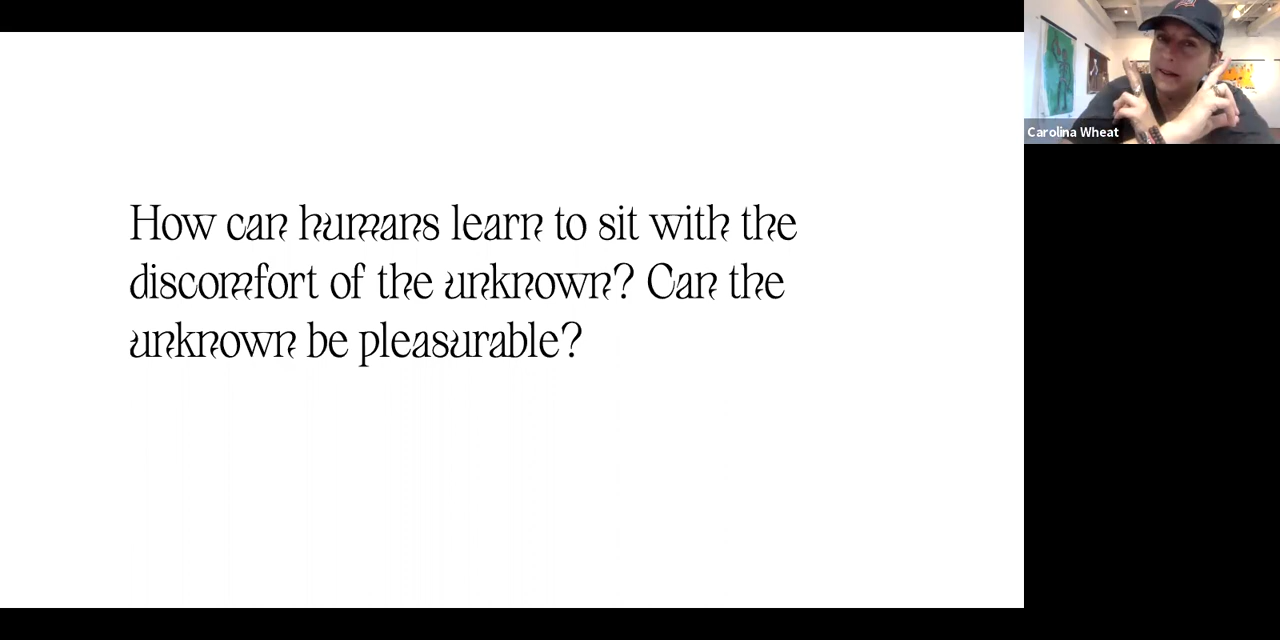 How can humans learn to sit with the
discomfort of the unknown? Can the
unknown be pleasurable?
Carolina Wheat